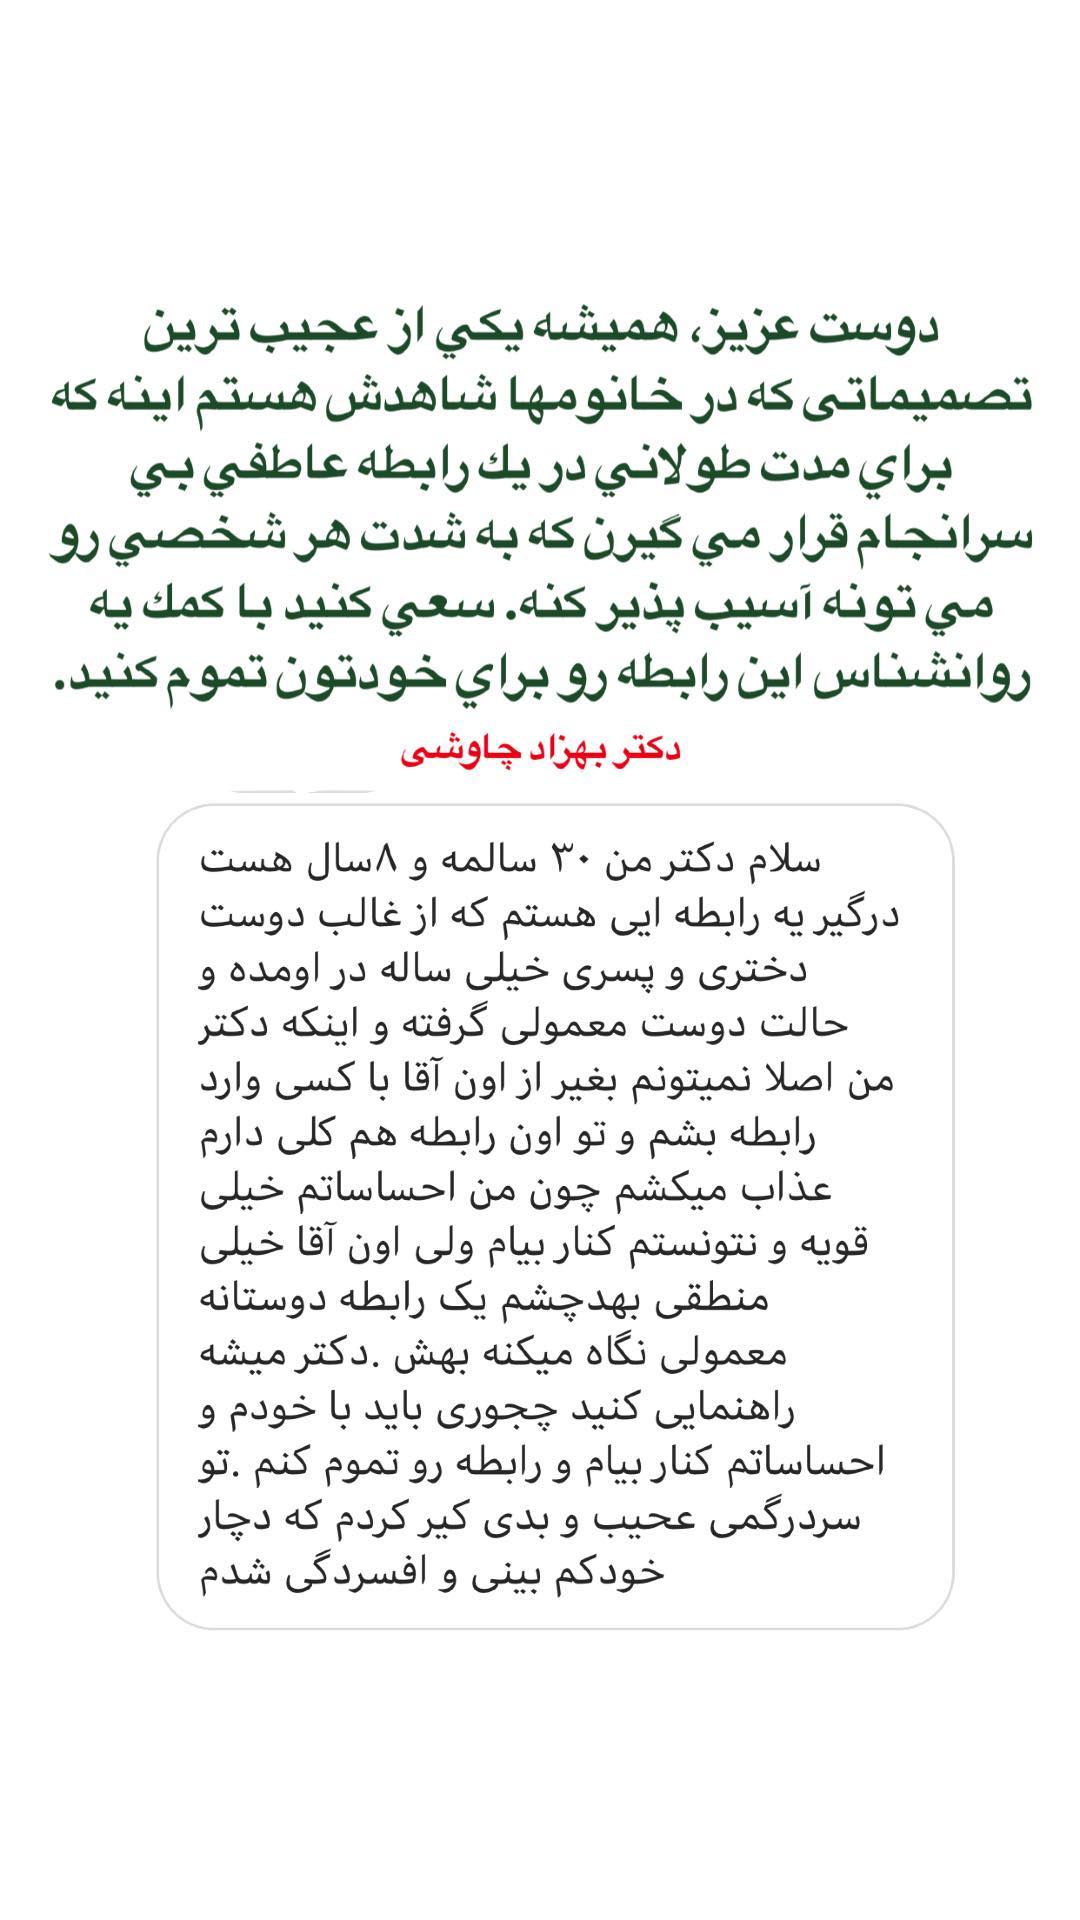 دوست عزیز، همیشه یکي از عجیب ترین
تصمیماتی که در خانومها شاهدش هستم اینه که
براي مدت طولاني در يك رابطه عاطفي بي
سرانجام قرار مي گیرن که به شدت هر شخصي رو
مي تونه آسیب پذیر کنه. سعي کنید با کمك یه
روانشناس این رابطه رو براي خودتون تموم کنید.
دکتر بهزاد چاوشی
سلام دکتر من ۳۰ سالمه و ۸سال هست
درگیر یه رابطه ایی هستم که از غالب دوست
دختری و پسری خیلی ساله در اومده و
حالت دوست معمولی گرفته و اینکه دکتر
من اصلا نمیتونم بغیر از اون آقا با کسی وارد
رابطه بشم و تو اون رابطه هم کلی دارم
عذاب میکشم چون من احساساتم خیلی
قویه و نتونستم کنار بیام ولی اون آقا خیلی
منطقی بهدچشم یک رابطه دوستانه
معمولی نگاه میکنه بهش .دکتر میشه
راهنمایی کنید چجوری باید با خودم و
احساساتم کنار بیام و رابطه رو تموم کنم .تو
سردرگمی عحیب و بدی کیر کردم که دچار
خودکم بینی و افسردگی شدم